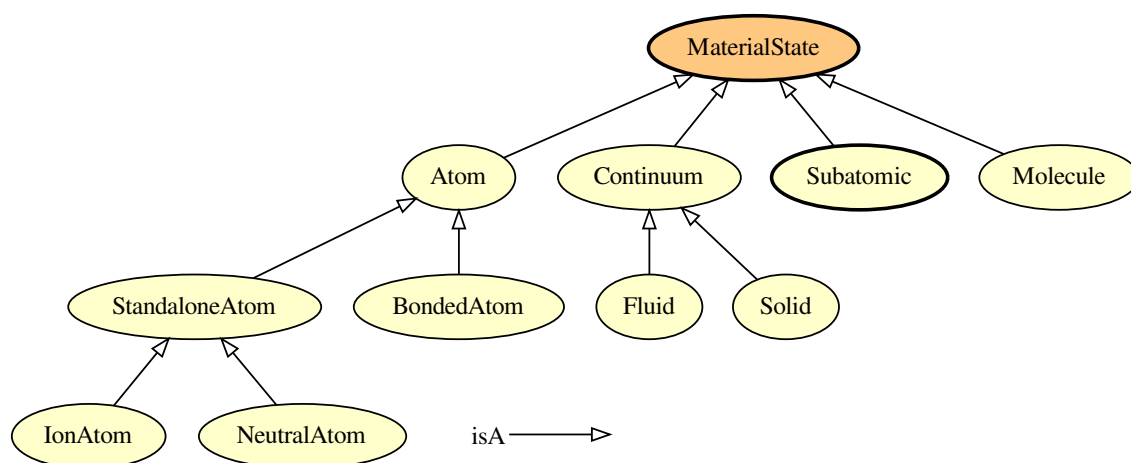 MaterialState
Atom
Continuum
Subatomic
Molecule
StandaloneAtom
BondedAtom
Fluid
Solid
IonAtom
NeutralAtom
isA